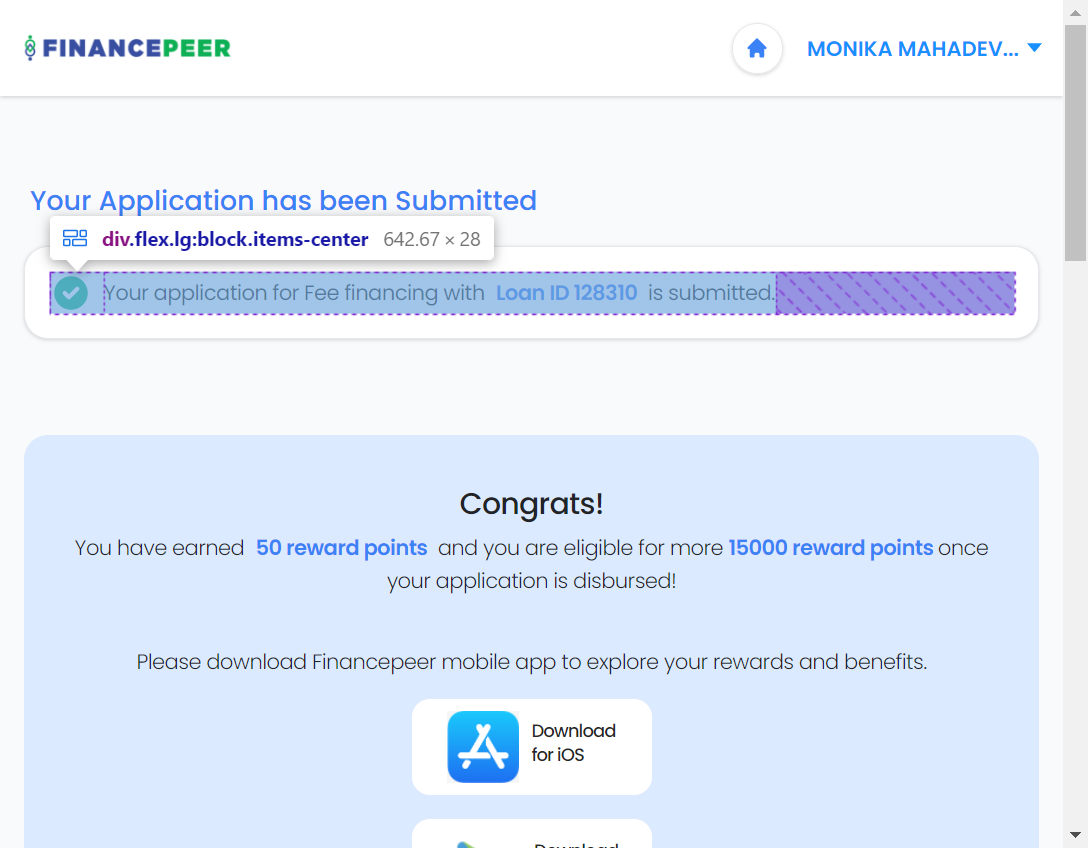 FINANCEPEER
MONIKA MAHADEV...
Your Application has been Submitted
div.flex.lg:block.items-center 642.67 × 28
Your application for Fee financing with Loan ID 128310 is submitted.
Congrats!
You have earned 50 reward points and you are eligible for more 15000 reward points once
your application is disbursed!
Please download Financepeer mobile app to explore your rewards and benefits.
Download
for iOS
Download